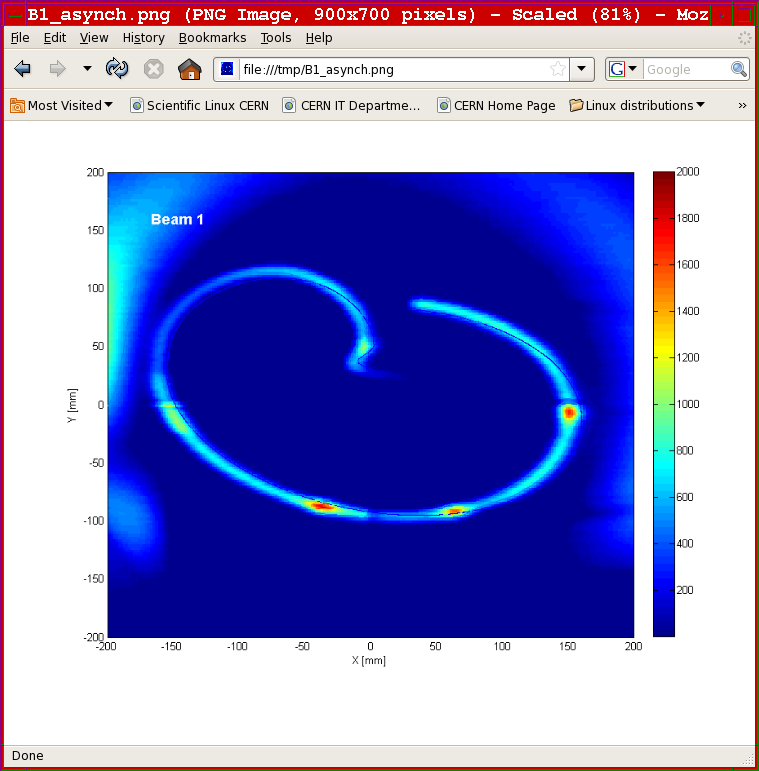 B1_asynch.png (PNG Image, 900x700 pixels) - Scaled (81%) - Moz
File Edit View History Bookmarks Tools Help
file:///tmp/B1_asynch.png
G Google
Most Visited Scientific Linux CERN CERN IT Departme... CERN Home Page Linux distributions »
Beam 1
200
150
100
50
0
-50
-100
-150
-200
Y [mm]
-200 -150 -100 -50 0 50 100 150 200
X [mm]
2000
1800
1600
1400
1200
1000
800
600
400
200
Done